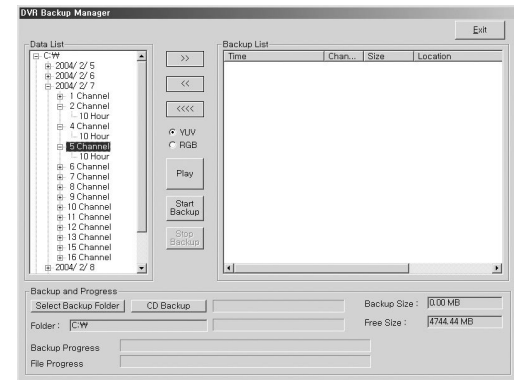 DVR Backup Manager
Exit
Data List
C:₩
2004/ 2/ 5
2004/ 2/ 6
2004/ 2/ 7
1 Channel
2 Channel
10 Hour
4 Channel
10 Hour
5 Channel
10 Hour
6 Channel
7 Channel
8 Channel
9 Channel
10 Channel
11 Channel
12 Channel
13 Channel
15 Channel
16 Channel
2004/ 2/ 8
>>
<<
<<<<
YUV
RGB
Play
Start Backup
Stop Backup
Backup List
Time Chan... Size Location
Backup and Progress
Select Backup Folder CD Backup
Backup Size : 0.00 MB
Folder : C:₩
Free Size : 4744.44 MB
Backup Progress
File Progress